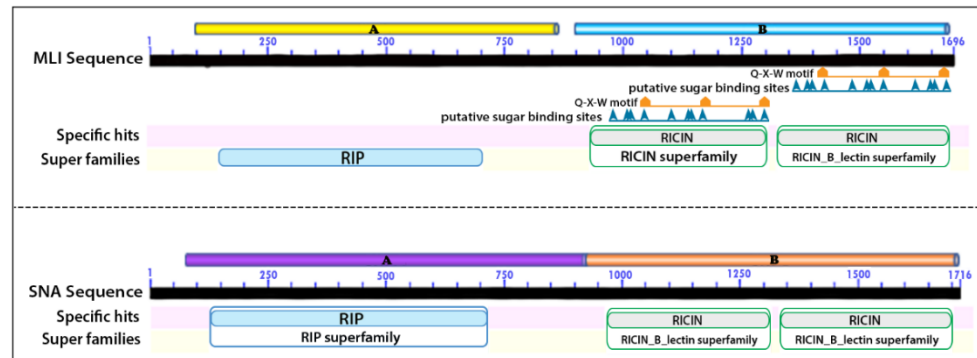 A B
1 250 500 750 1000 1250 1500 1696
MLI Sequence
Q-X-W motif
putative sugar binding sites
Q-X-W motif
putative sugar binding sites
Specific hits RICIN RICIN
Super families RIP RICIN superfamily RICIN_B_lectin superfamily
A B
1 250 500 750 1000 1250 1500 1716
SNA Sequence
Specific hits RIP RICIN RICIN
Super families RIP superfamily RICIN_B_lectin superfamily RICIN_B_lectin superfamily